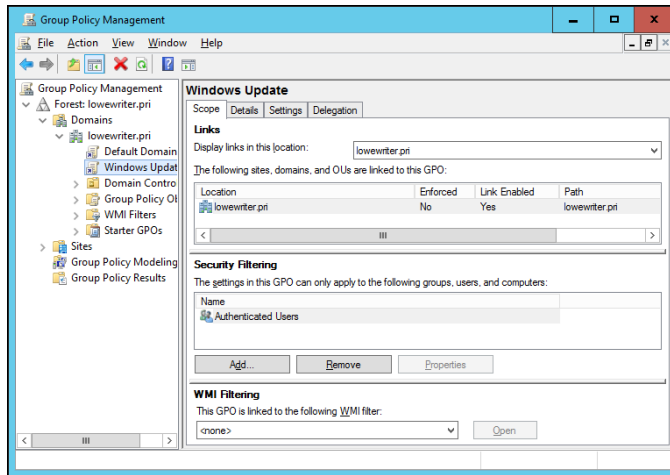 Group Policy Management
File Action View Window Help
Group Policy Management
Forest: lowewriter.pri
Domains
lowewriter.pri
Default Domain
Windows Updat
Domain Contro
Group Policy Ob
WMI Filters
Starter GPOs
Sites
Group Policy Modeling
Group Policy Results
Windows Update
Scope Details Settings Delegation
Links
Display links in this location: lowewriter.pri
The following sites, domains, and OUs are linked to this GPO:
Location Enforced Link Enabled Path
lowewriter.pri No Yes lowewriter.pri
Security Filtering
The settings in this GPO can only apply to the following groups, users, and computers:
Name
Authenticated Users
Add... Remove Properties
WMI Filtering
This GPO is linked to the following WMI filter:
<none> Open